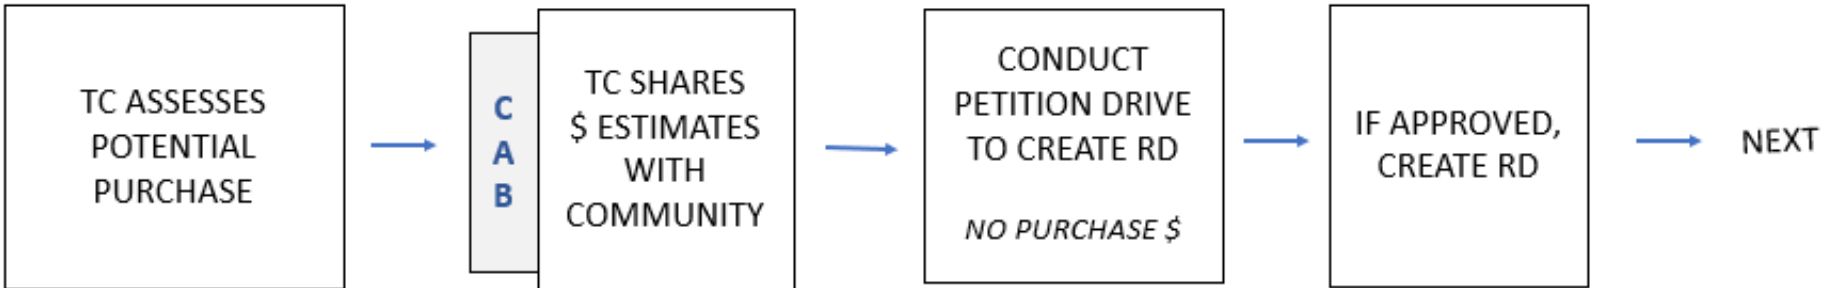 TC ASSESSES
POTENTIAL
PURCHASE
C
A
B
TC SHARES
$ ESTIMATES
WITH
COMMUNITY
CONDUCT
PETITION DRIVE
TO CREATE RD
NO PURCHASE $
IF APPROVED,
CREATE RD
NEXT